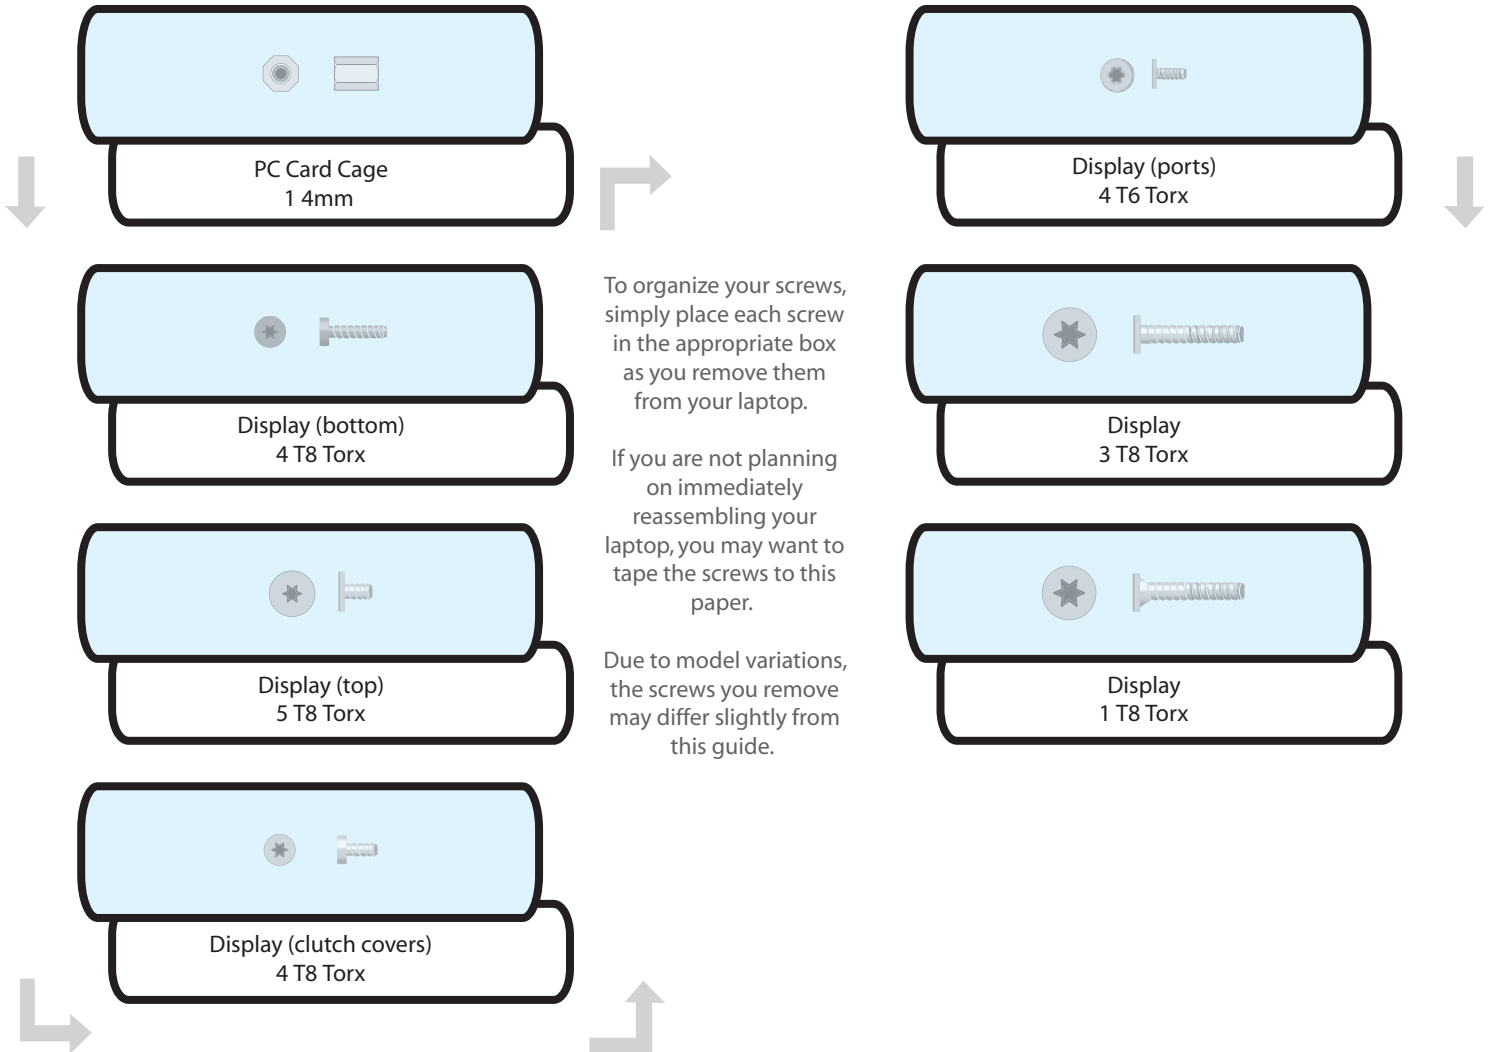 PC Card Cage
1 4mm
Display (bottom)
4 T8 Torx
Display (top)
5 T8 Torx
Display (clutch covers)
4 T8 Torx
To organize your screws,
simply place each screw
in the appropriate box
as you remove them
from your laptop.
If you are not planning
on immediately
reassembling your
laptop, you may want to
tape the screws to this
paper.
Due to model variations,
the screws you remove
may differ slightly from
this guide.
Display (ports)
4 T6 Torx
Display
3 T8 Torx
Display
1 T8 Torx